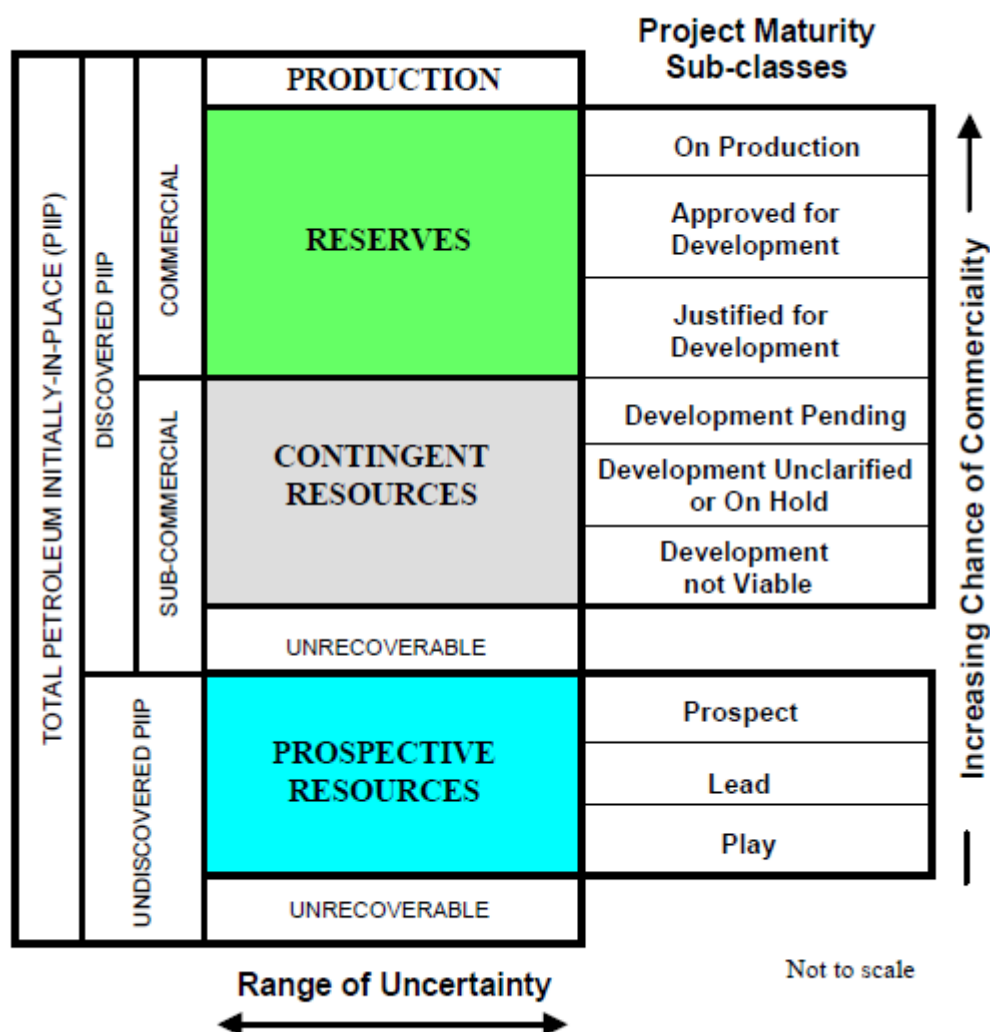 Project Maturity
Sub-classes
TOTAL PETROLEUM INITIALLY-IN-PLACE (PIIP)
DISCOVERED PIIP
COMMERCIAL
PRODUCTION
RESERVES
On Production
Approved for
Development
Justified for
Development
SUB-COMMERCIAL
CONTINGENT
RESOURCES
Development Pending
Development Unclarified
or On Hold
Development
not Viable
UNRECOVERABLE
UNDISCOVERED PIIP
PROSPECTIVE
RESOURCES
Prospect
Lead
Play
UNRECOVERABLE
Increasing Chance of Commerciality
Range of Uncertainty
Not to scale